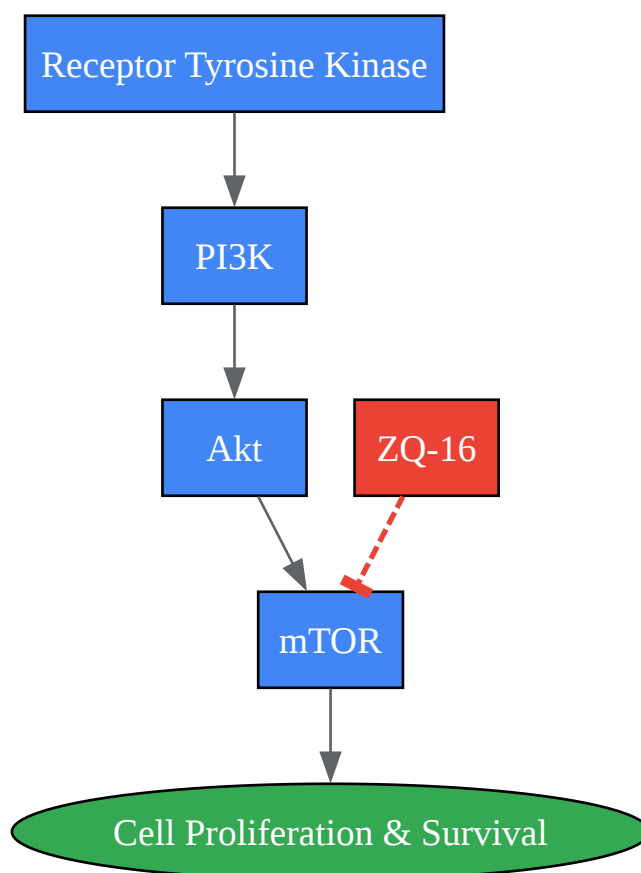 Receptor Tyrosine Kinase
PI3K
Akt
ZQ-16
mTOR
Cell Proliferation & Survival